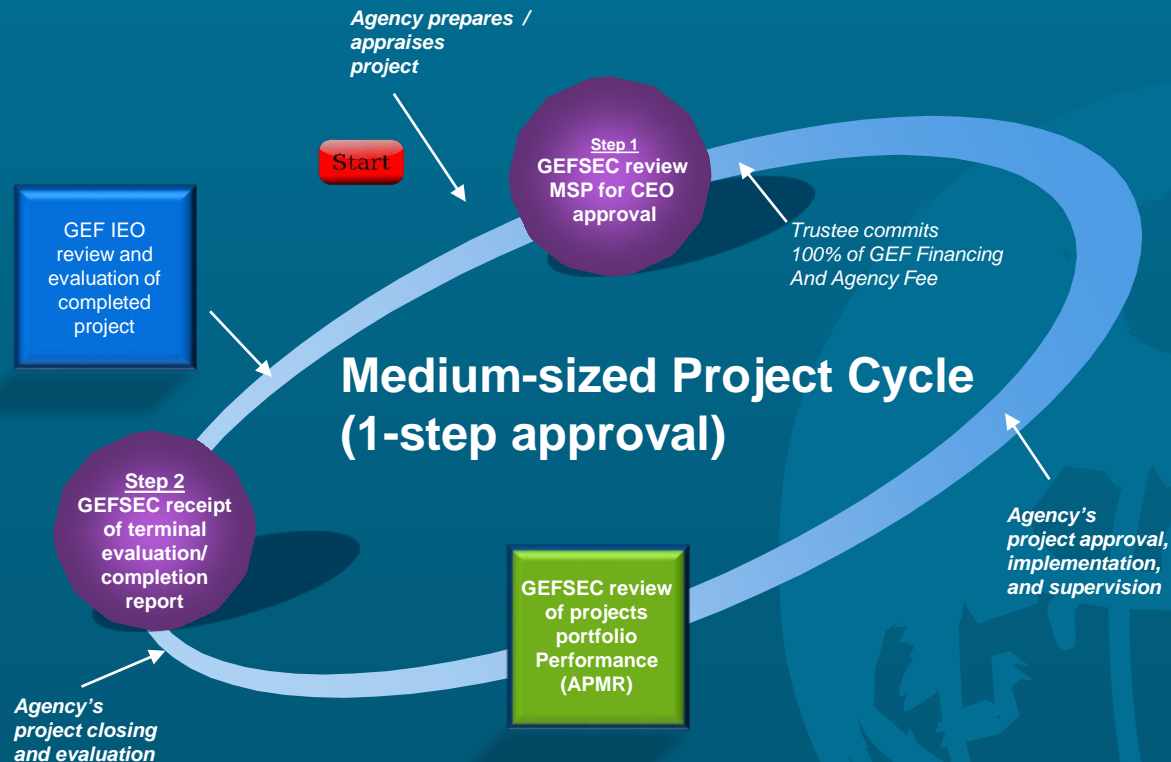 Agency prepares /
appraises
project
Start
Step 1
GEFSEC review
MSP for CEO
approval
Trustee commits
100% of GEF Financing
And Agency Fee
GEF IEO
review and
evaluation of
completed
project
Medium-sized Project Cycle
(1-step approval)
Step 2
GEFSEC receipt
of terminal
evaluation/
completion
report
Agency’s
project approval,
implementation,
and supervision
GEFSEC review
of projects
portfolio
Performance
(APMR)
Agency’s
project closing
and evaluation